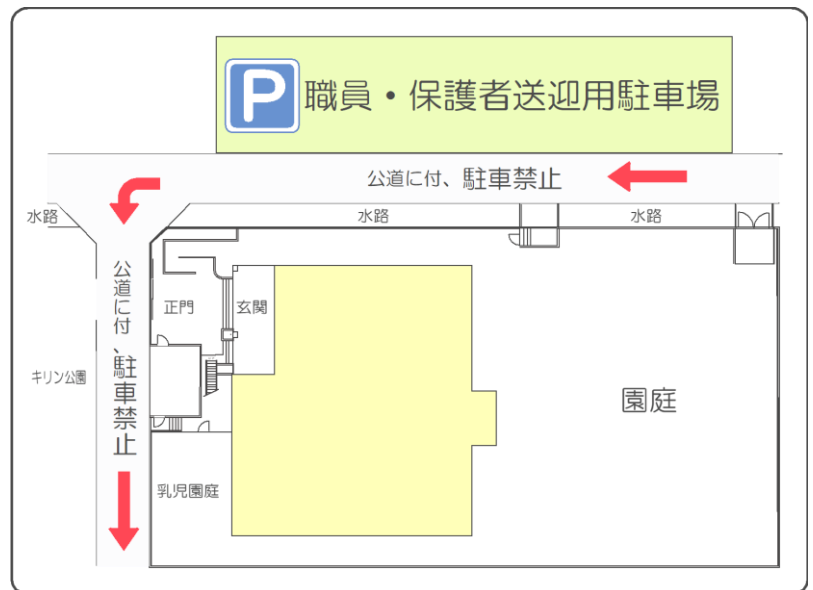 P 職員・保護者送迎用駐車場
公道に付、駐車禁止
水路
水路
水路
公道に付、駐車禁止
正門
玄関
キリン公園
園庭
乳児園庭